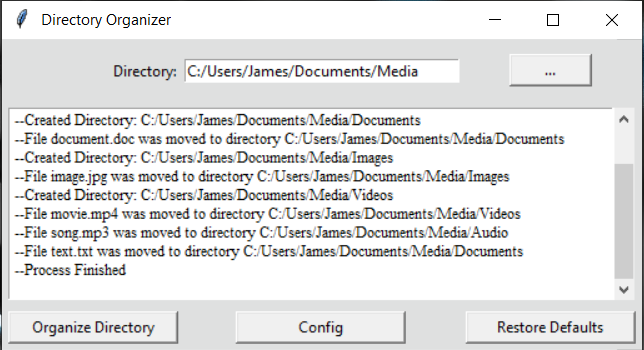 Directory Organizer
Directory: C:/Users/James/Documents/Media ...
--Created Directory: C:/Users/James/Documents/Media/Documents
--File document.doc was moved to directory C:/Users/James/Documents/Media/Documents
--Created Directory: C:/Users/James/Documents/Media/Images
--File image.jpg was moved to directory C:/Users/James/Documents/Media/Images
--Created Directory: C:/Users/James/Documents/Media/Videos
--File movie.mp4 was moved to directory C:/Users/James/Documents/Media/Videos
--File song.mp3 was moved to directory C:/Users/James/Documents/Media/Audio
--File text.txt was moved to directory C:/Users/James/Documents/Media/Documents
--Process Finished
Organize Directory Config Restore Defaults